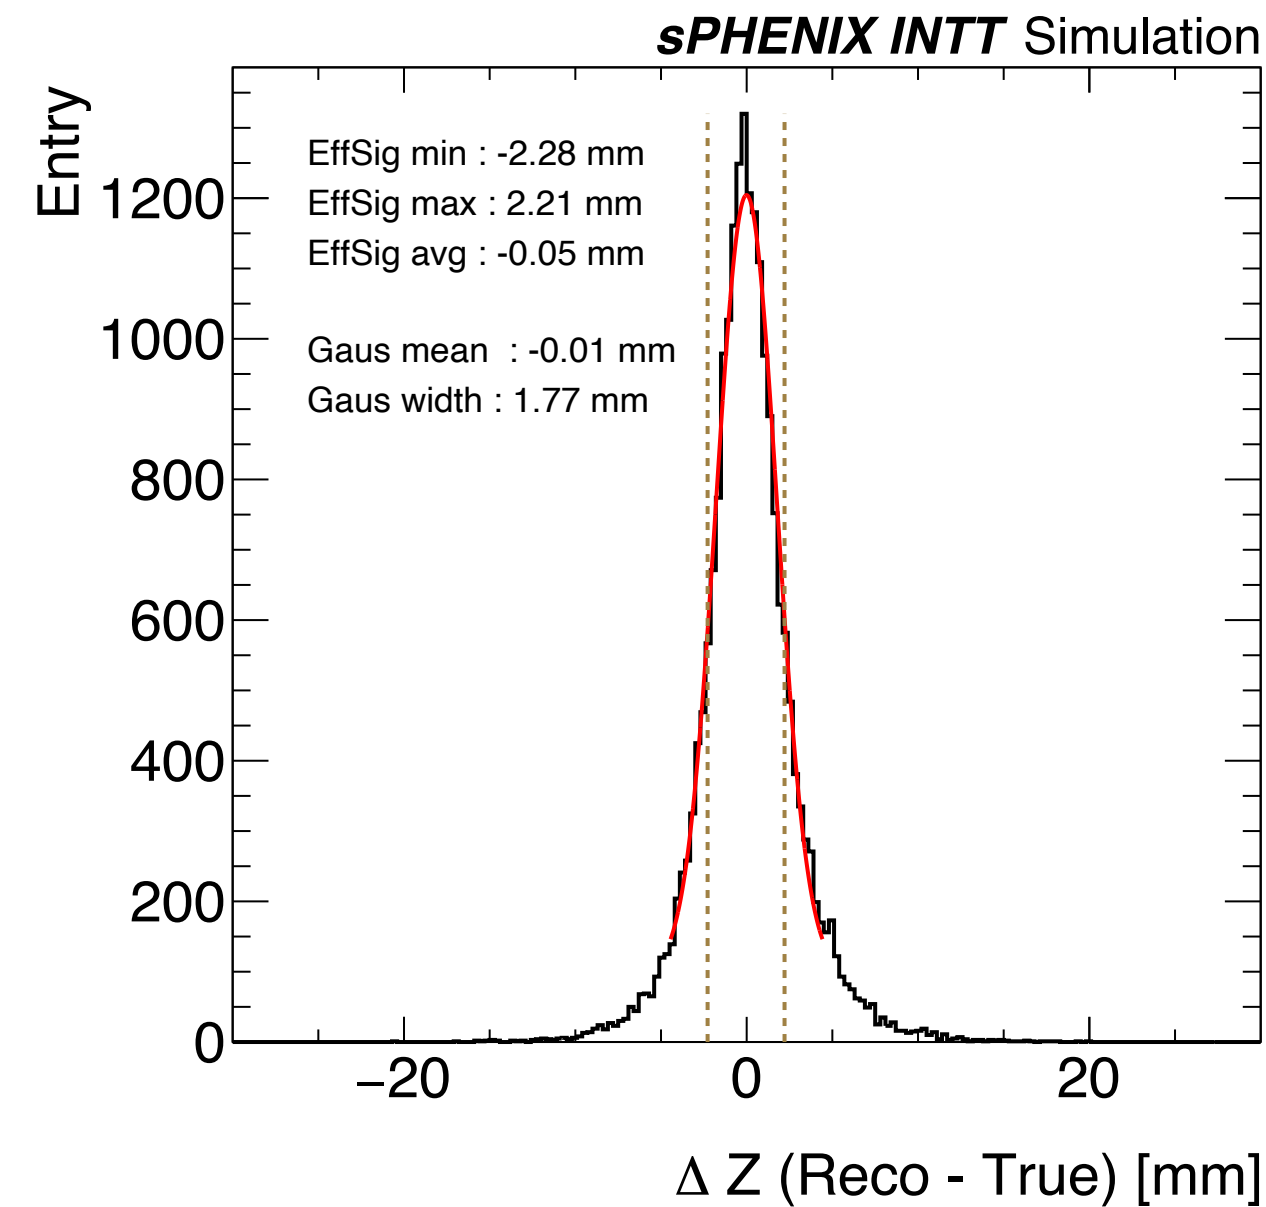 sPHENIX INTT Simulation
Entry
EffSig min : -2.28 mm
EffSig max : 2.21 mm
EffSig avg : -0.05 mm
Gaus mean : -0.01 mm
Gaus width : 1.77 mm
1200
1000
800
600
400
200
0
−20 0 20
Δ Z (Reco - True) [mm]